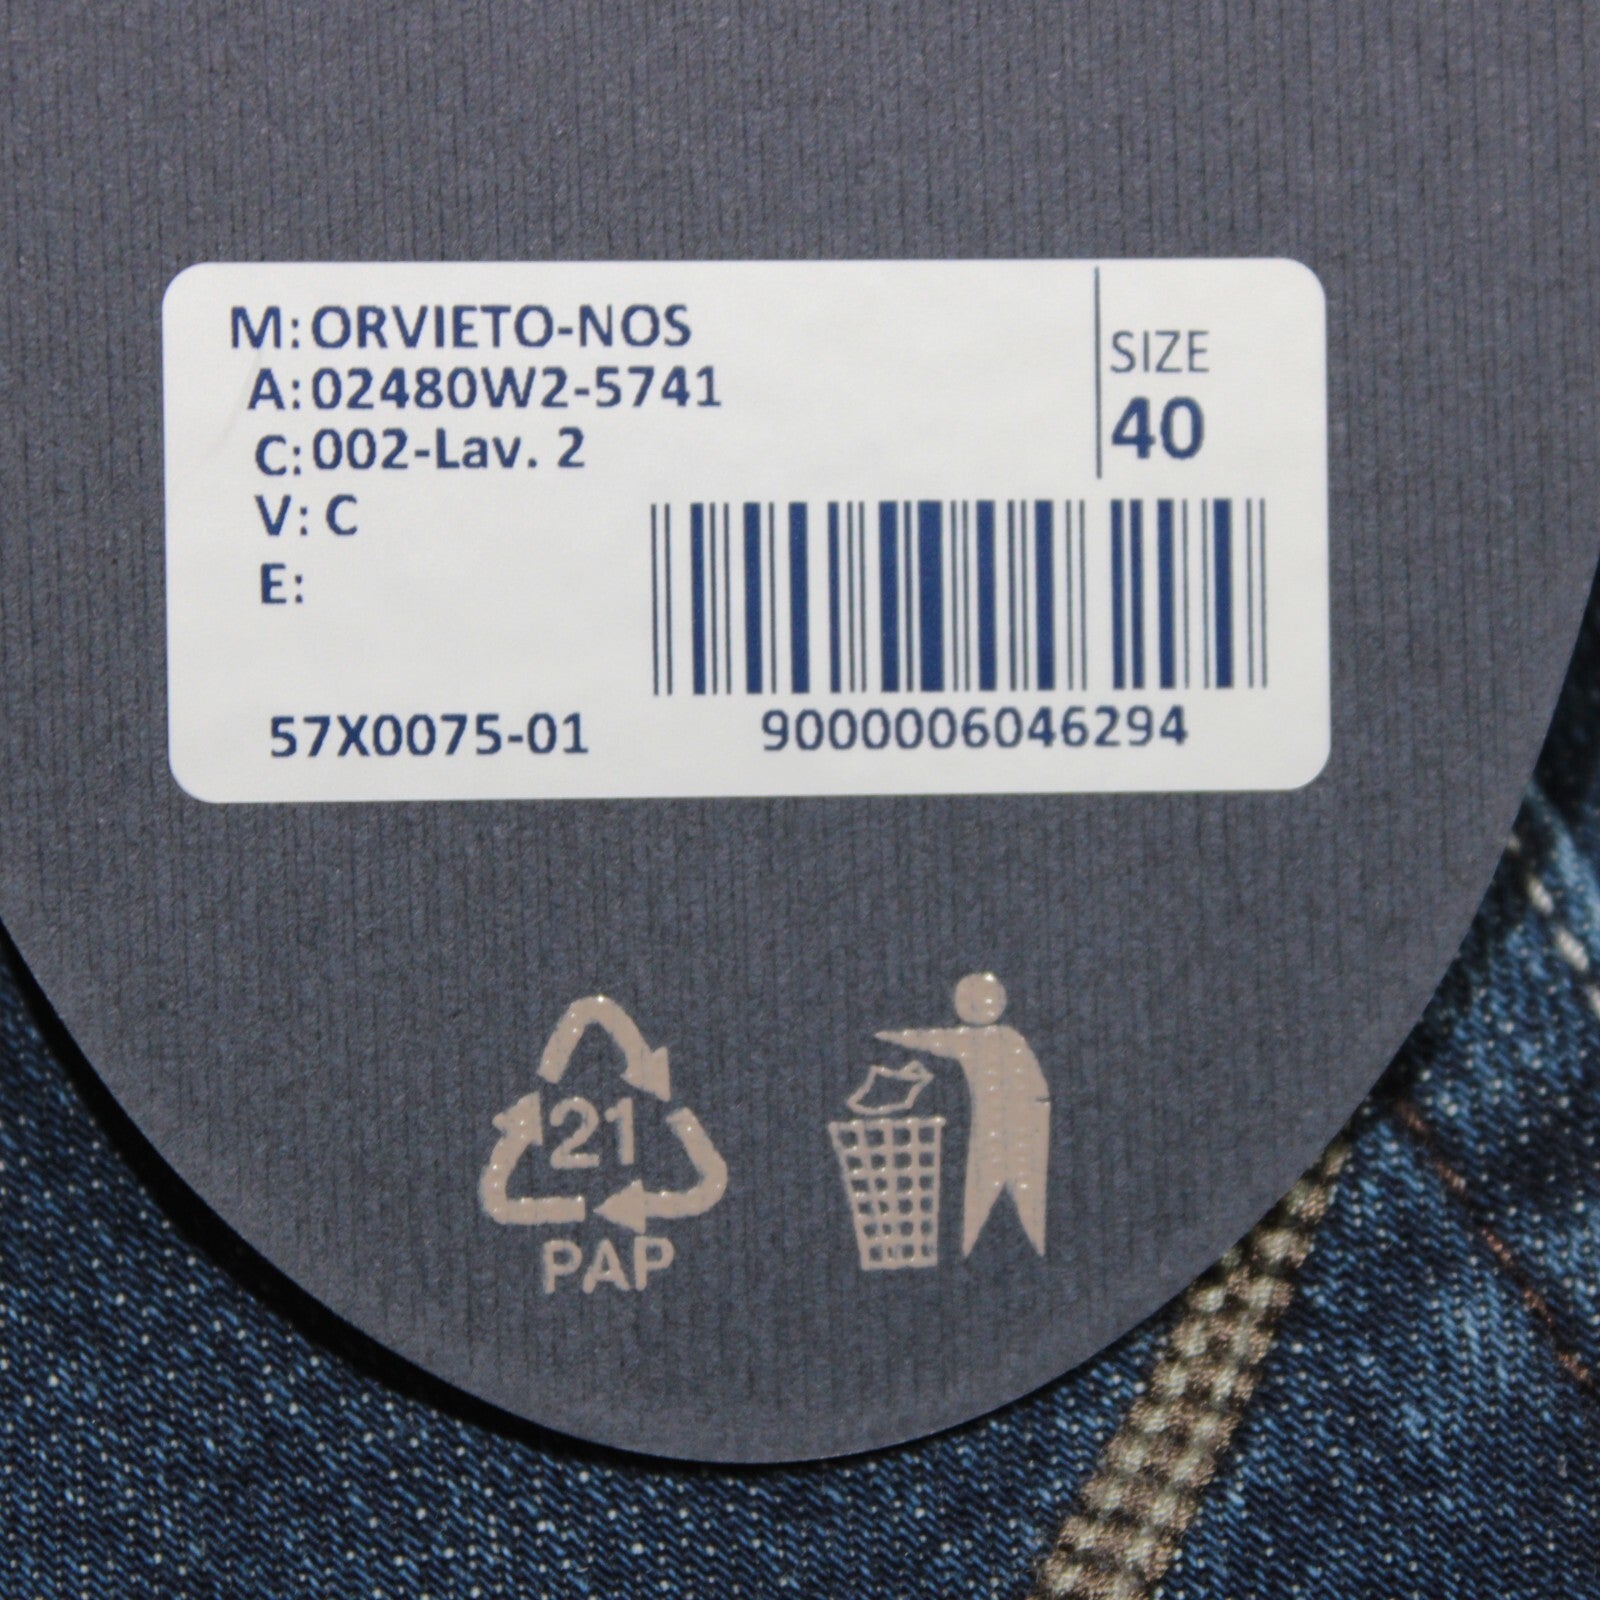 M: ORVIETO-NOS
A: 02480W2-5741
C: 002-Lav. 2
V: C
E:
SIZE
40
57X0075-01
9000006046294
21
PAP